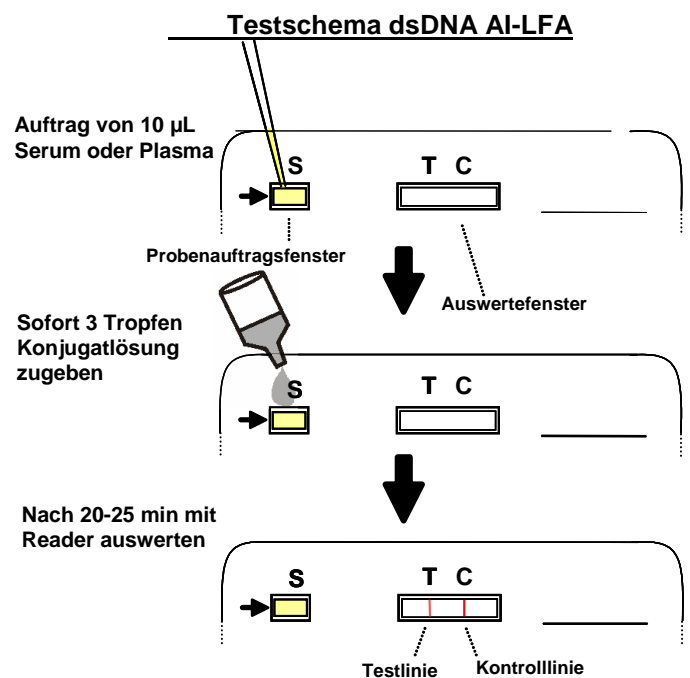 Testschema dsDNA AI-LFA
Auftrag von 10 µL
Serum oder Plasma
S
T C
Probenauftragsfenster
Auswertefenster
Sofort 3 Tropfen
Konjugatlösung
zugeben
S
T C
Nach 20-25 min mit
Reader auswerten
S
T C
Testlinie
Kontrolllinie